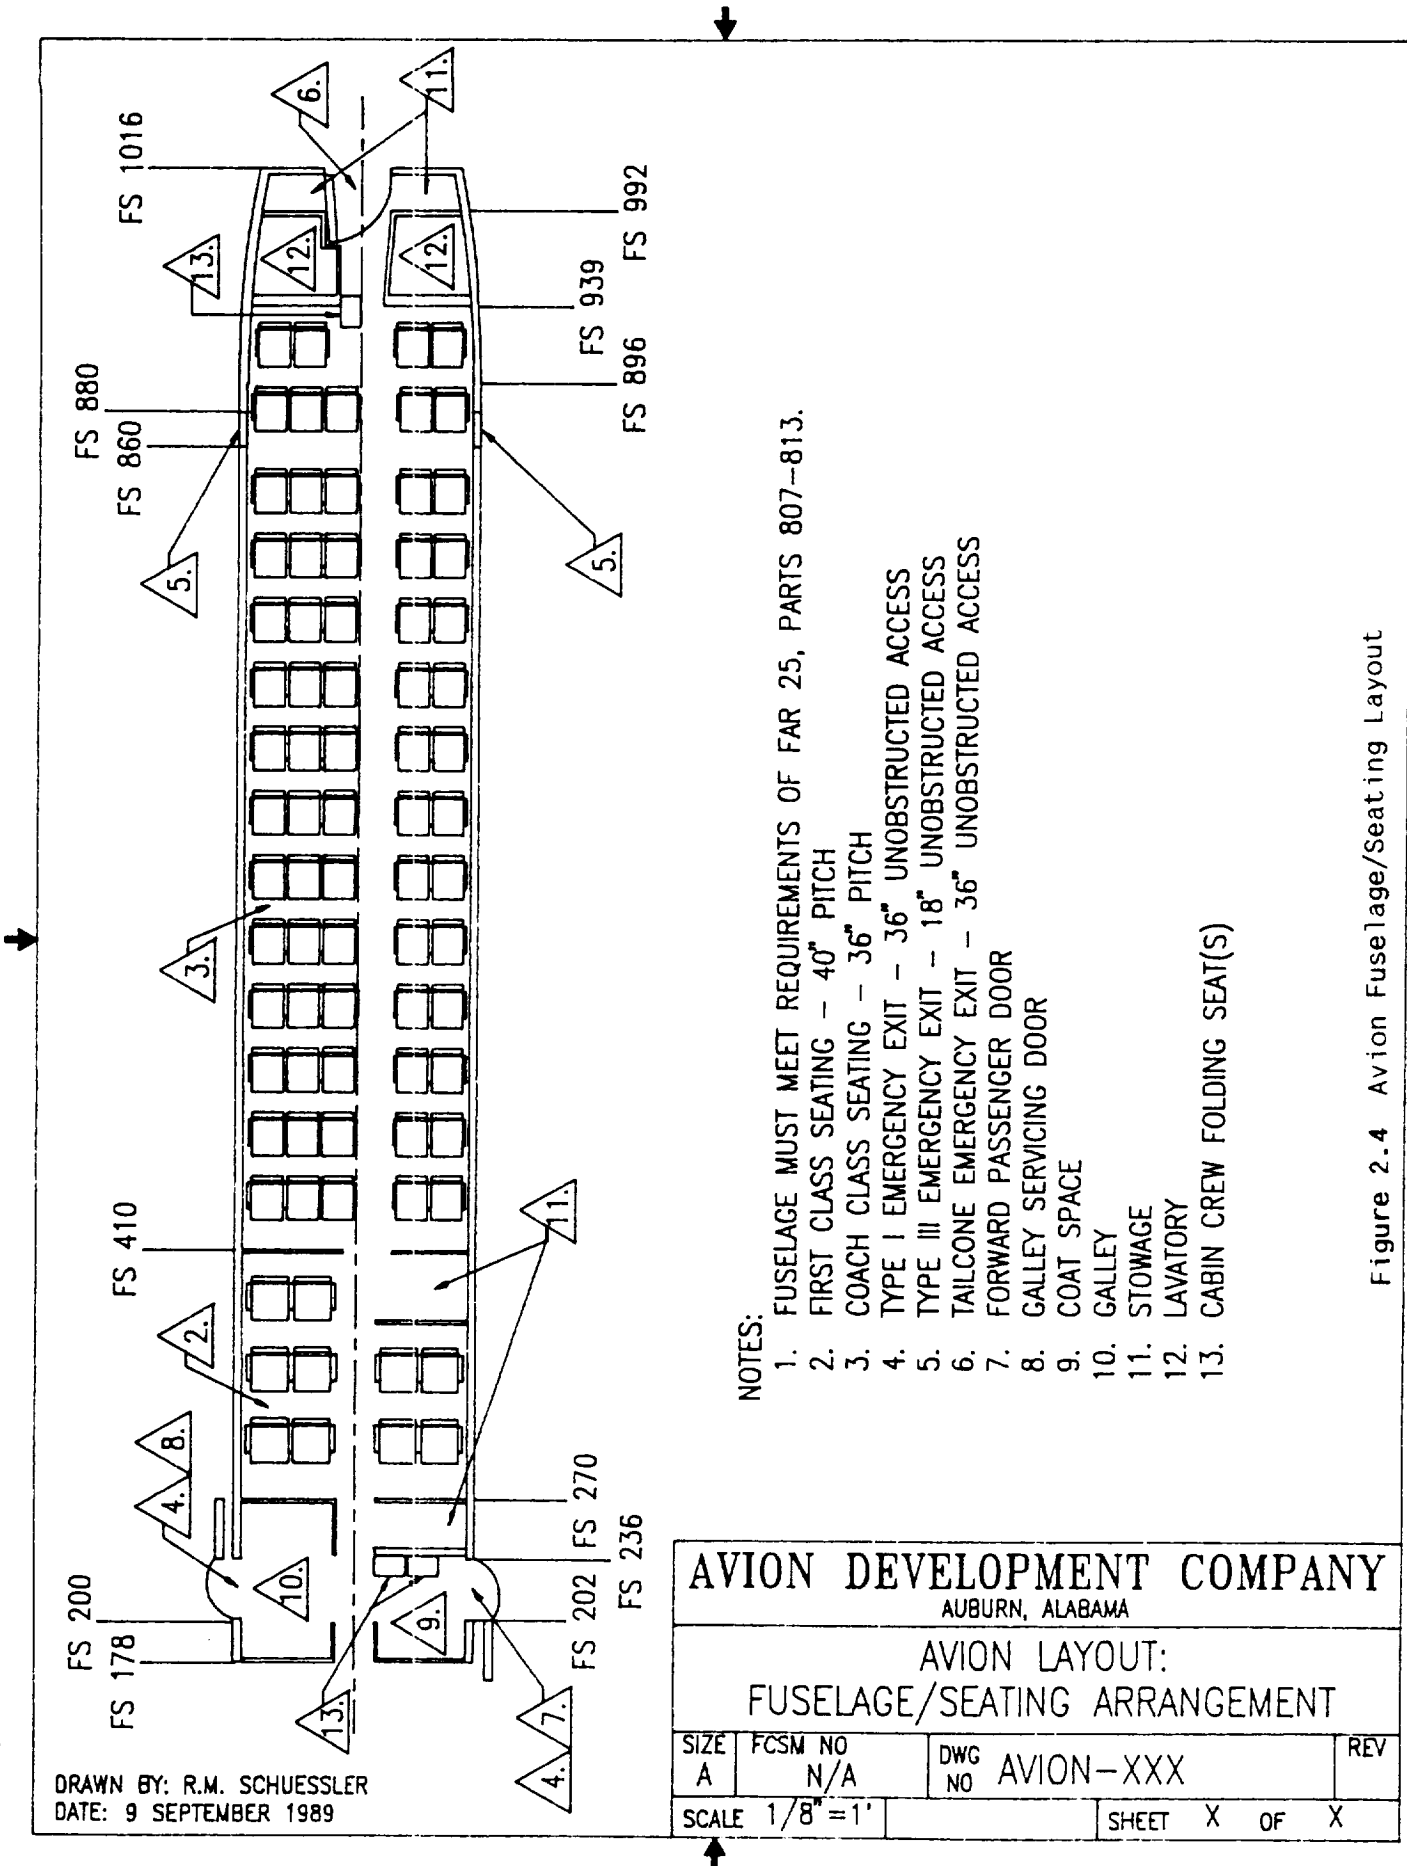 FS 1016
6.
11.
13.
12.
12.
FS 992
FS 939
FS 896
FS 880
FS 860
5.
5.
3.
FS 410
11.
2.
8.
4.
10.
9.
FS 270
FS 236
FS 202
FS 200
FS 178
13.
7.
4.
NOTES:
1. FUSELAGE MUST MEET REQUIREMENTS OF FAR 25, PARTS 807-813.
2. FIRST CLASS SEATING - 40" PITCH
3. COACH CLASS SEATING - 36" PITCH
4. TYPE I EMERGENCY EXIT - 36" UNOBSTRUCTED ACCESS
5. TYPE III EMERGENCY EXIT - 18" UNOBSTRUCTED ACCESS
6. TAILCONE EMERGENCY EXIT - 36" UNOBSTRUCTED ACCESS
7. FORWARD PASSENGER DOOR
8. GALLEY SERVICING DOOR
9. COAT SPACE
10. GALLEY
11. STOWAGE
12. LAVATORY
13. CABIN CREW FOLDING SEAT(S)
DRAWN BY: R.M. SCHUESSLER
DATE: 9 SEPTEMBER 1989
AVION DEVELOPMENT COMPANY
AUBURN, ALABAMA
AVION LAYOUT:
FUSELAGE/SEATING ARRANGEMENT
SIZE A
FCSM NO N/A
DWG NO AVION-XXX
REV
SCALE 1/8"=1'
SHEET X OF X
Figure 2.4 Avion Fuselage/Seating Layout